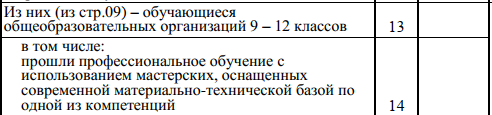 Из них (из стр.09) – обучающиеся
общеобразовательных организаций 9 – 12 классов 13
в том числе:
прошли профессиональное обучение с
использованием мастерских, оснащенных
современной материально-технической базой по
одной из компетенций 14